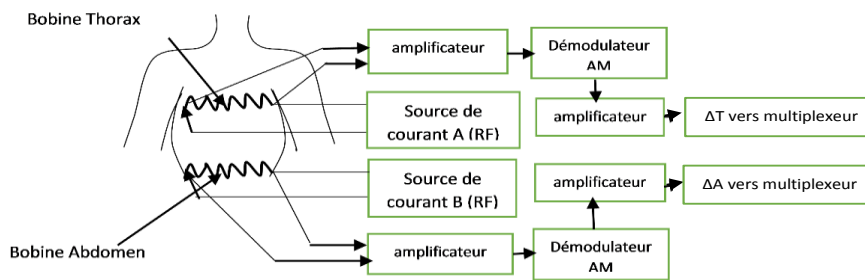 Bobine Thorax
amplificateur
Démodulateur
AM
Source de
courant A (RF)
amplificateur
ΔT vers multiplexeur
Source de
courant B (RF)
amplificateur
ΔA vers multiplexeur
Bobine Abdomen
amplificateur
Démodulateur
AM